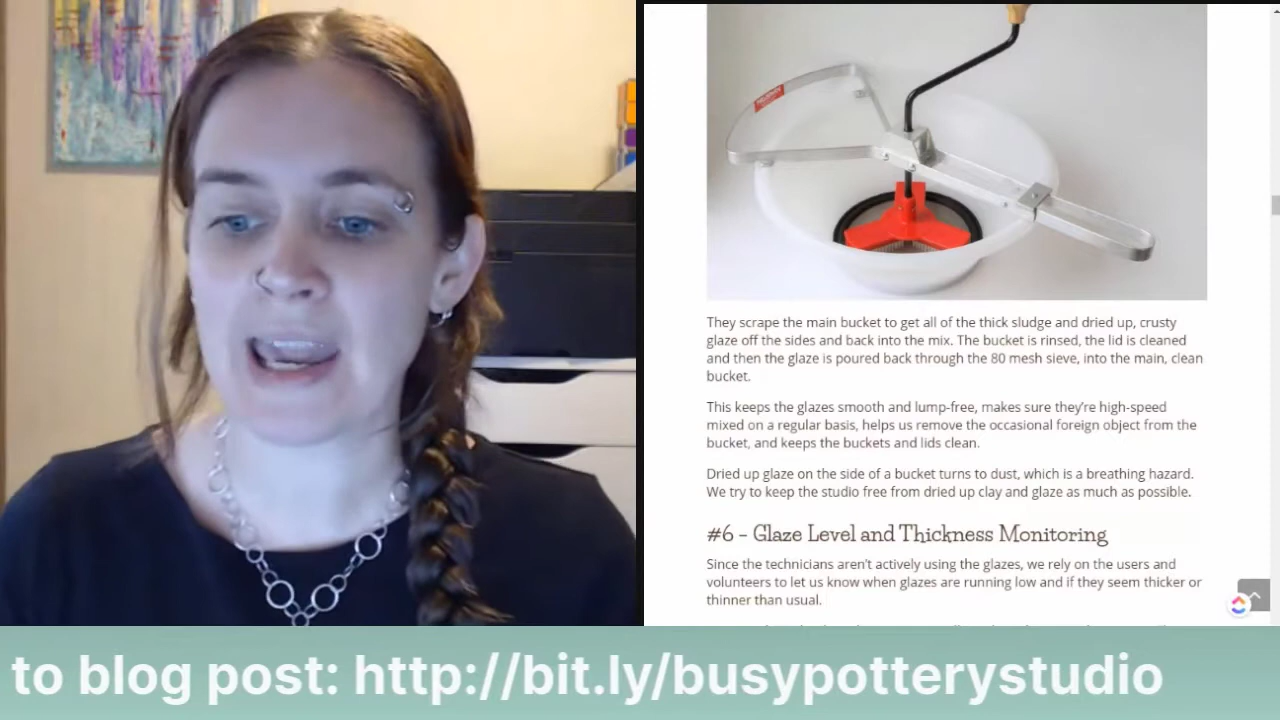 They scrape the main bucket to get all of the thick sludge and dried up, crusty
glaze off the sides and back into the mix. The bucket is rinsed, the lid is cleaned
and then the glaze is poured back through the 80 mesh sieve, into the main, clean
bucket.
This keeps the glazes smooth and lump-free, makes sure they're high-speed
mixed on a regular basis, helps us remove the occasional foreign object from the
bucket, and keeps the buckets and lids clean.
Dried up glaze on the side of a bucket turns to dust, which is a breathing hazard.
We try to keep the studio free from dried up clay and glaze as much as possible.
#6 – Glaze Level and Thickness Monitoring
Since the technicians aren't actively using the glazes, we rely on the users and
volunteers to let us know when glazes are running low and if they seem thicker or
thinner than usual.
to blog post: http://bit.ly/busypotterystudio